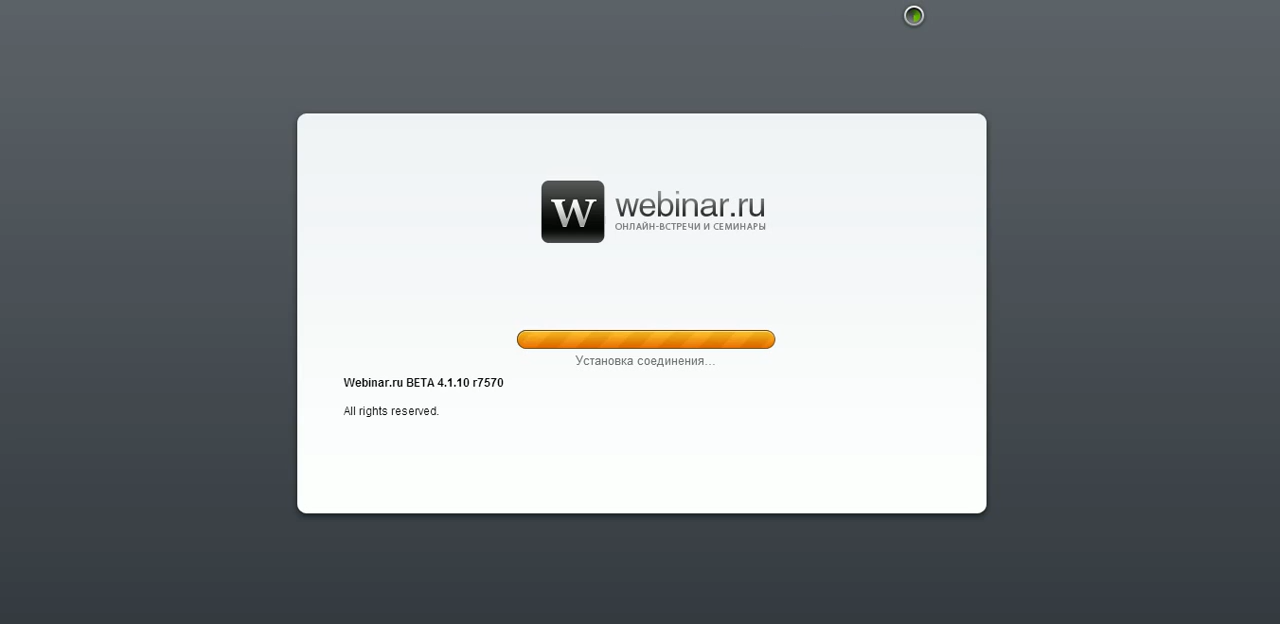 W webinar.ru
ОНЛАЙН-ВСТРЕЧИ И СЕМИНАРЫ
Установка соединения...
Webinar.ru BETA 4.1.10 r7570
All rights reserved.